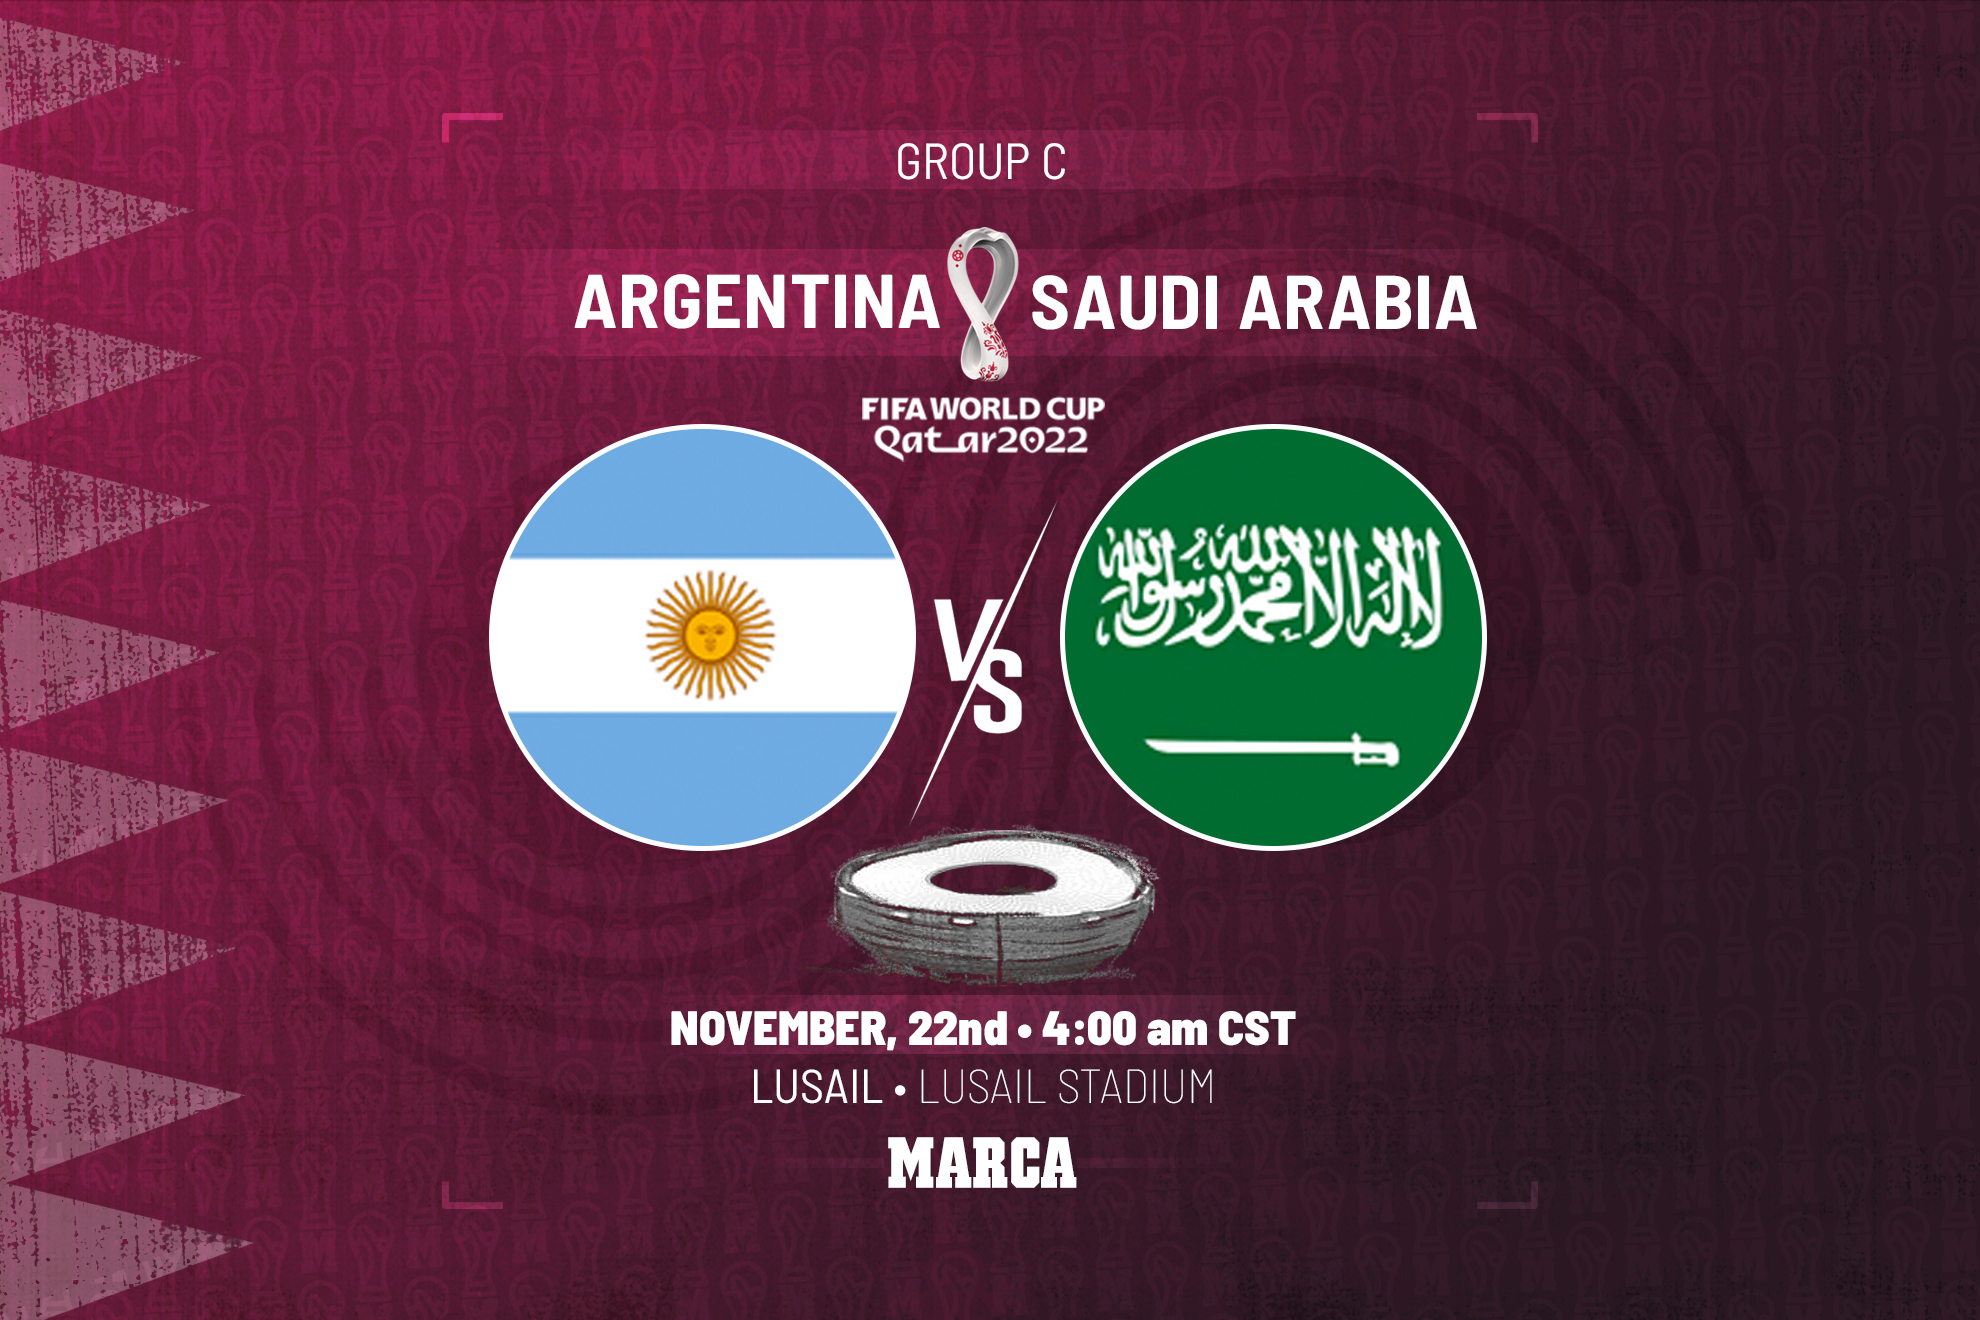 GROUP C
ARGENTINA SAUDI ARABIA
FIFA WORLD CUP
Qatar2022
لا إله إلا الله محمد رسول الله
VS
NOVEMBER, 22nd • 4:00 am CST
LUSAIL • LUSAIL STADIUM
MARCA